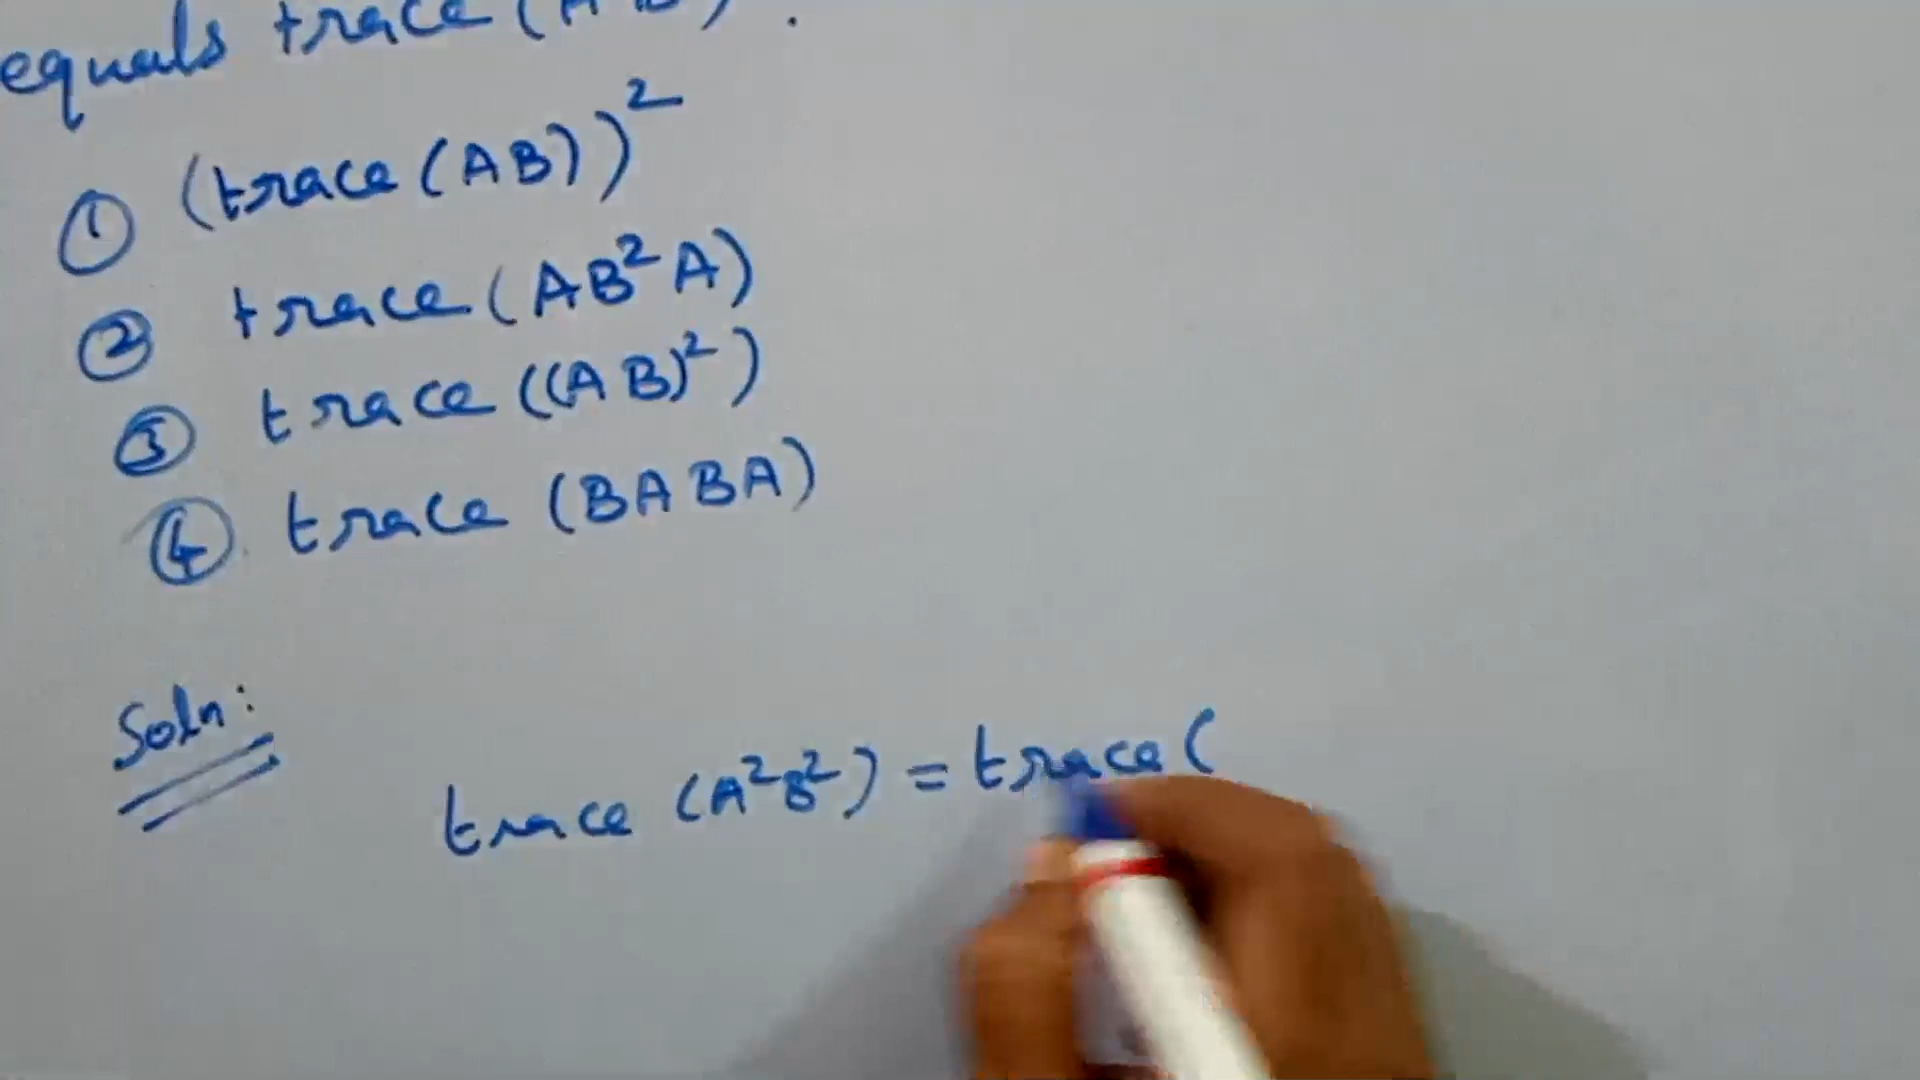 equals trace (A B) .
① (trace (AB))²
② trace (AB²A)
③ trace ((AB)²)
④ trace (BABA)
Soln:
trace (A²B²) = trace (